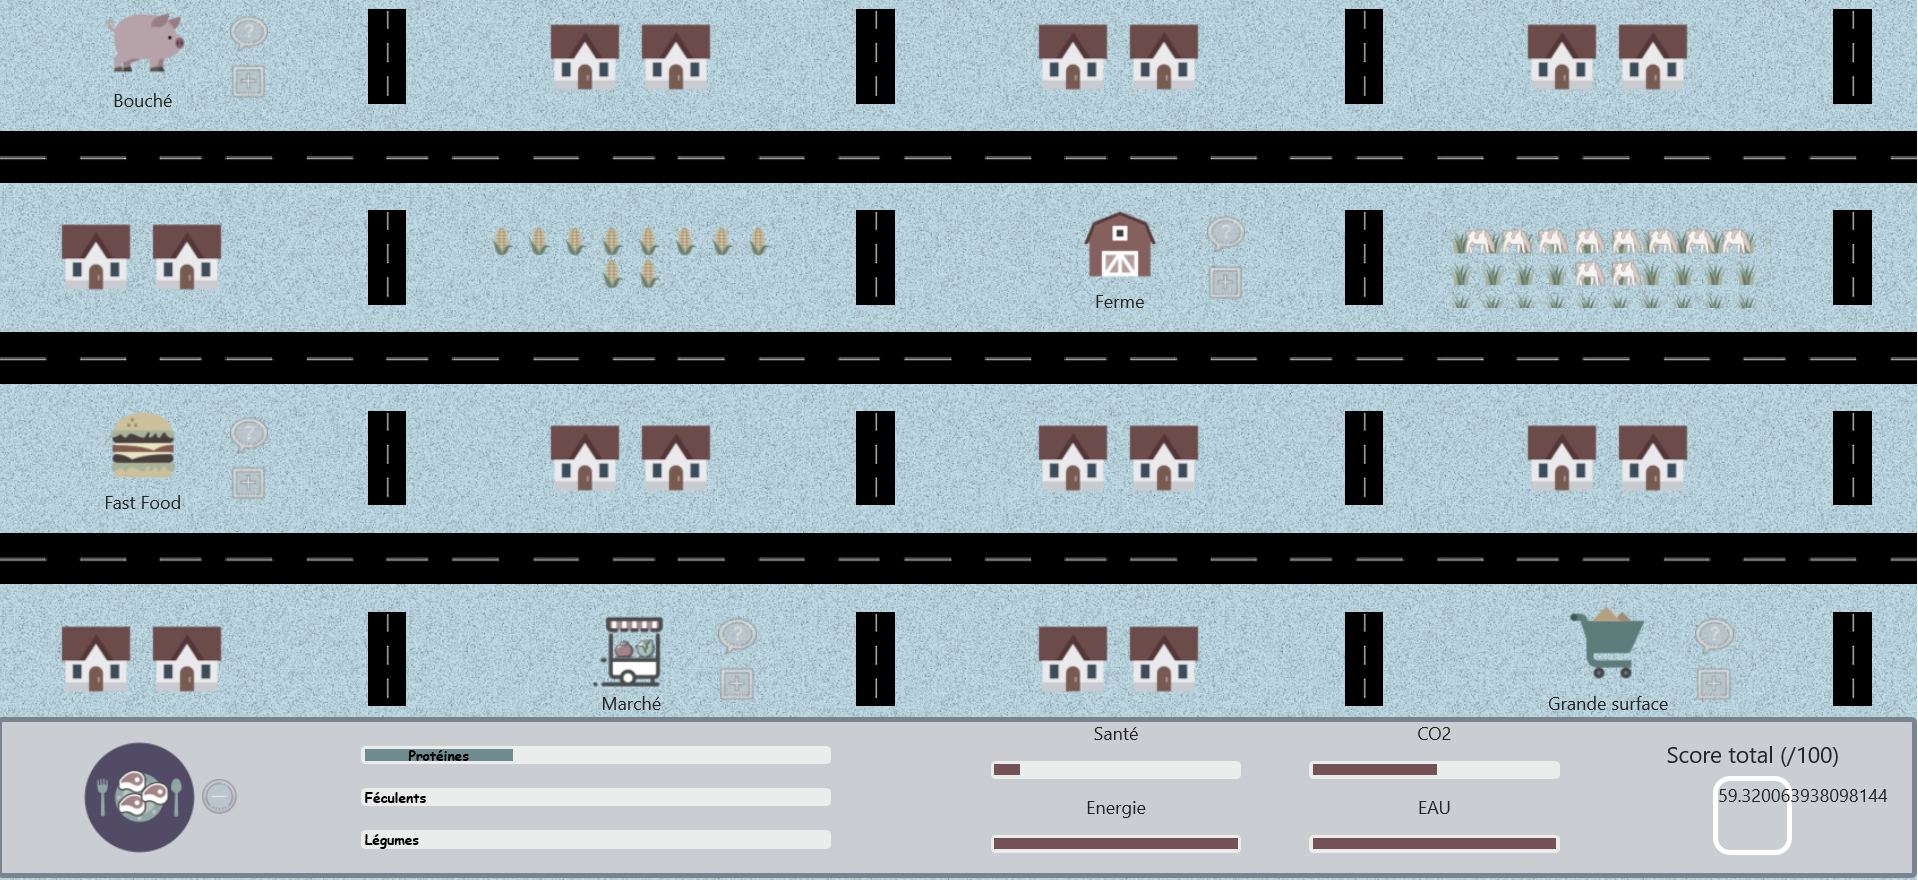 Bouché
Ferme
Fast Food
Marché
Grande surface
Protéines
Féculents
Légumes
Santé
CO2
Energie
EAU
Score total (/100)
59.320063938098144